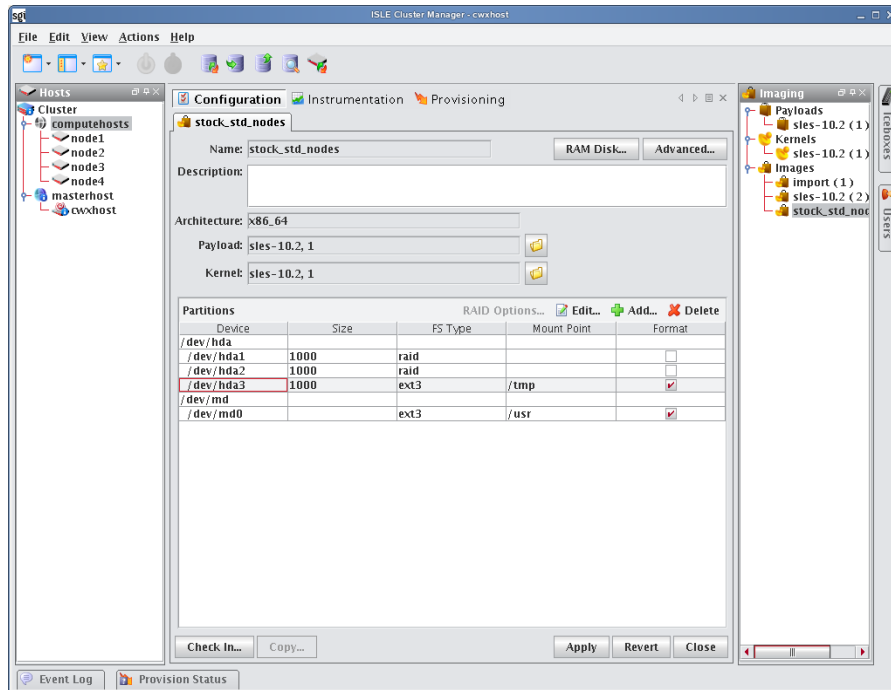 sgi
ISLE Cluster Manager - cwxhost
File Edit View Actions Help
Hosts
Cluster
computehosts
node1
node2
node3
node4
masterhost
cwxhost
Configuration Instrumentation Provisioning
stock_std_nodes
Name: stock_std_nodes RAM Disk... Advanced...
Description:
Architecture: x86_64
Payload: sles-10.2, 1
Kernel: sles-10.2, 1
Partitions RAID Options... Edit... Add... Delete
Device Size FS Type Mount Point Format
/dev/hda
/dev/hda1 1000 raid
/dev/hda2 1000 raid
/dev/hda3 1000 ext3 /tmp
/dev/md
/dev/md0 ext3 /usr
Check In... Copy... Apply Revert Close
Imaging
Payloads
sles-10.2 (1)
Kernels
sles-10.2 (1)
Images
import (1)
sles-10.2 (2)
stock_std_noc
Iceboxes
Users
Event Log Provision Status